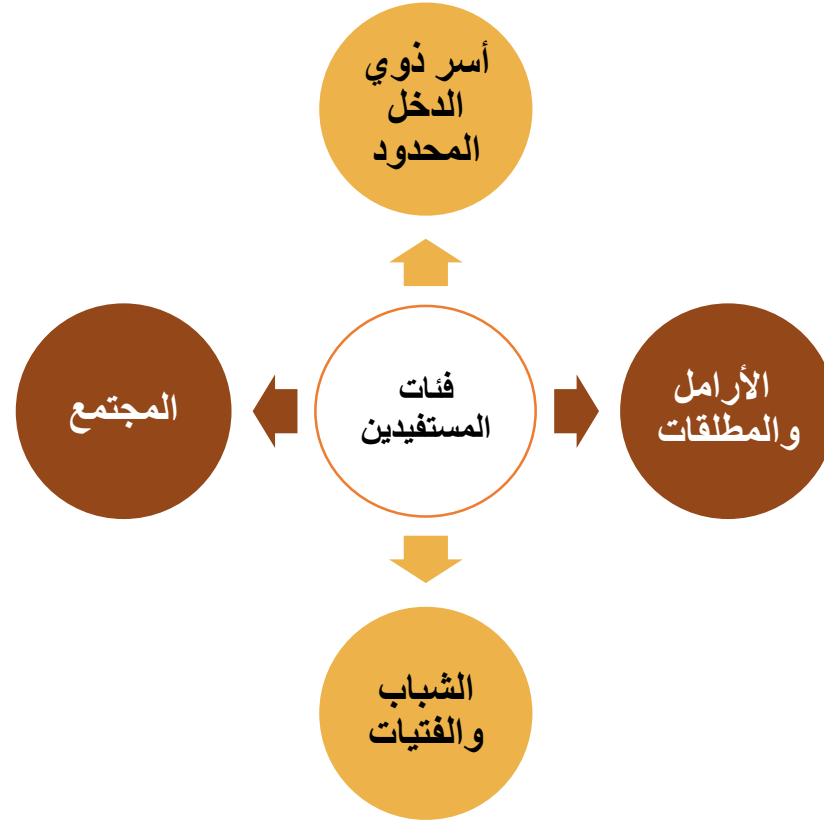 أسر ذوي
الدخل
المحدود
الأرامل
والمطلقات
فئات
المستفيدين
المجتمع
الشباب
والفتيات